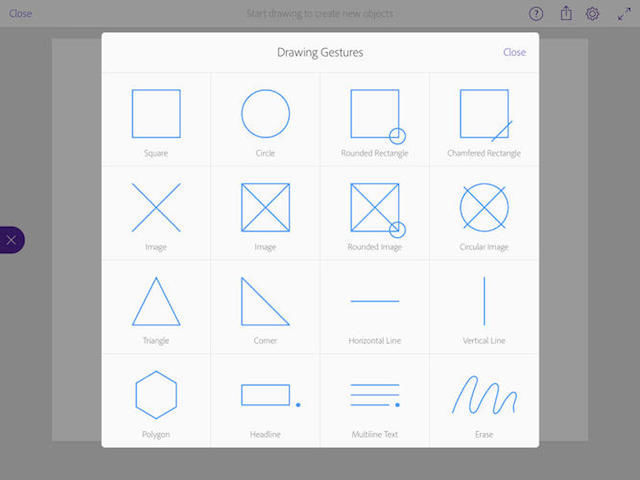 Close
Start drawing to create new objects
?
Drawing Gestures
Close
Square
Circle
Rounded Rectangle
Chamfered Rectangle
Image
Image
Rounded Image
Circular Image
Triangle
Corner
Horizontal Line
Vertical Line
Polygon
Headline
Multiline Text
Erase